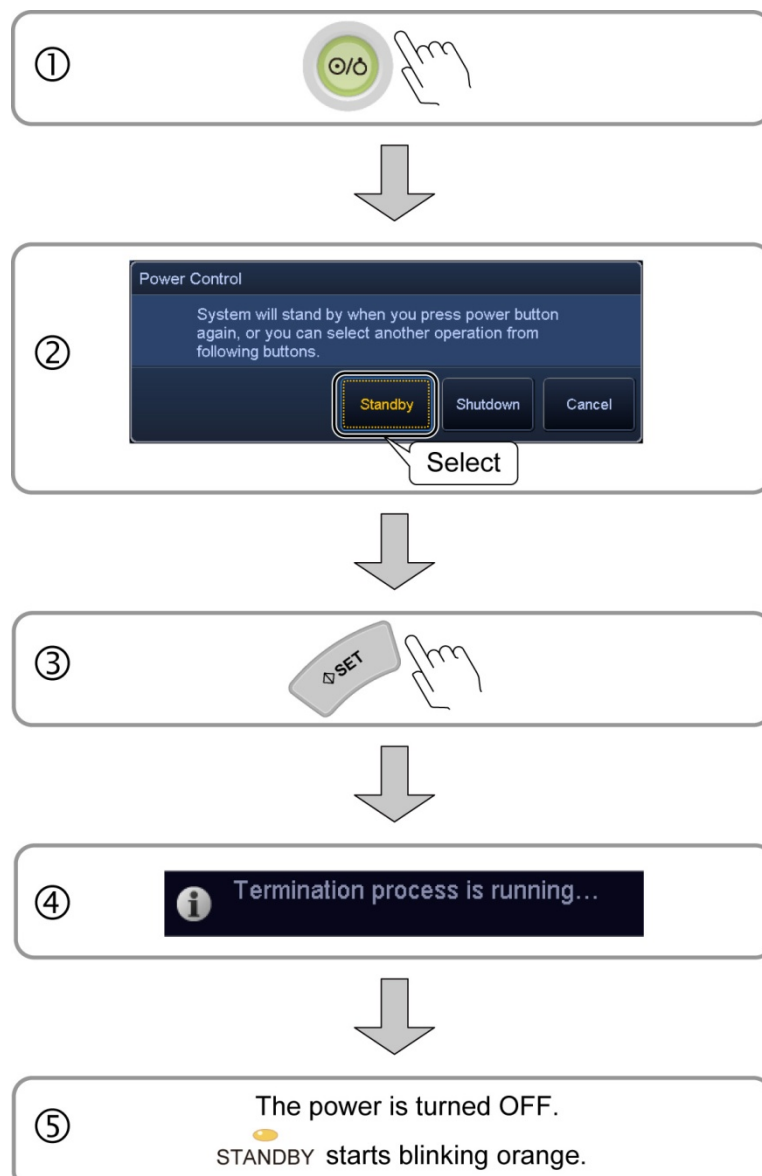 ①
②
Power Control
System will stand by when you press power button
again, or you can select another operation from
following buttons.
Standby Shutdown Cancel
Select
③
SET
④
Termination process is running...
⑤
The power is turned OFF.
STANDBY starts blinking orange.